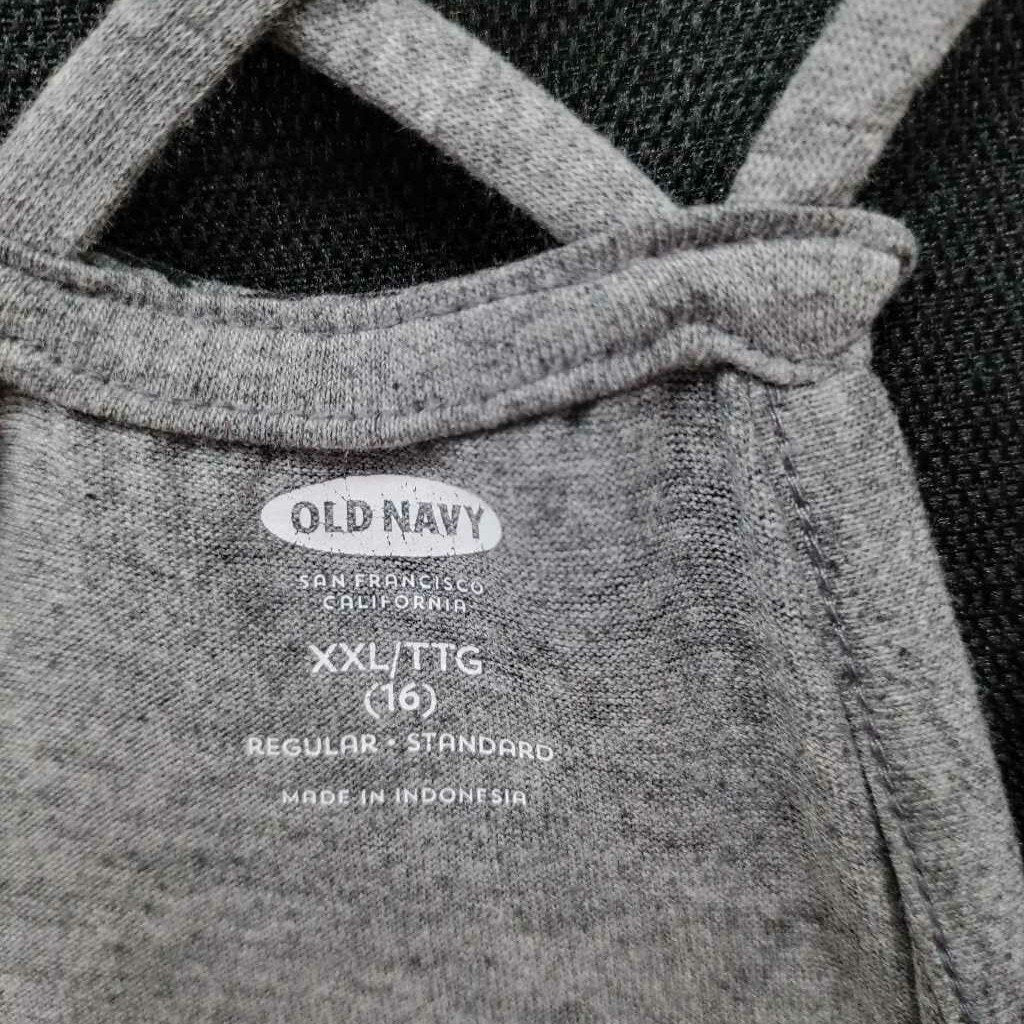 OLD NAVY
SAN FRANCISCO
CALIFORNIA
XXL/TTG
(16)
REGULAR • STANDARD
MADE IN INDONESIA